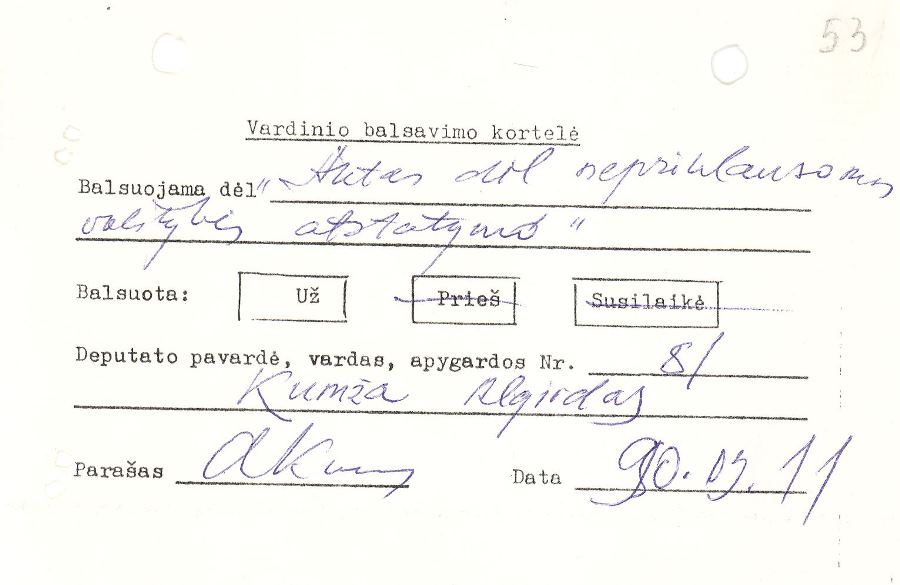 53
Vardinio balsavimo kortelė
Balsuojama dėl "Aktas dėl nepriklausomos
valstybės atstatymo"
Balsuota: Už Prieš Susilaikė
Deputato pavardė, vardas, apygardos Nr. 81
Kumža Algirdas
Parašas AKum
Data 90.03.11